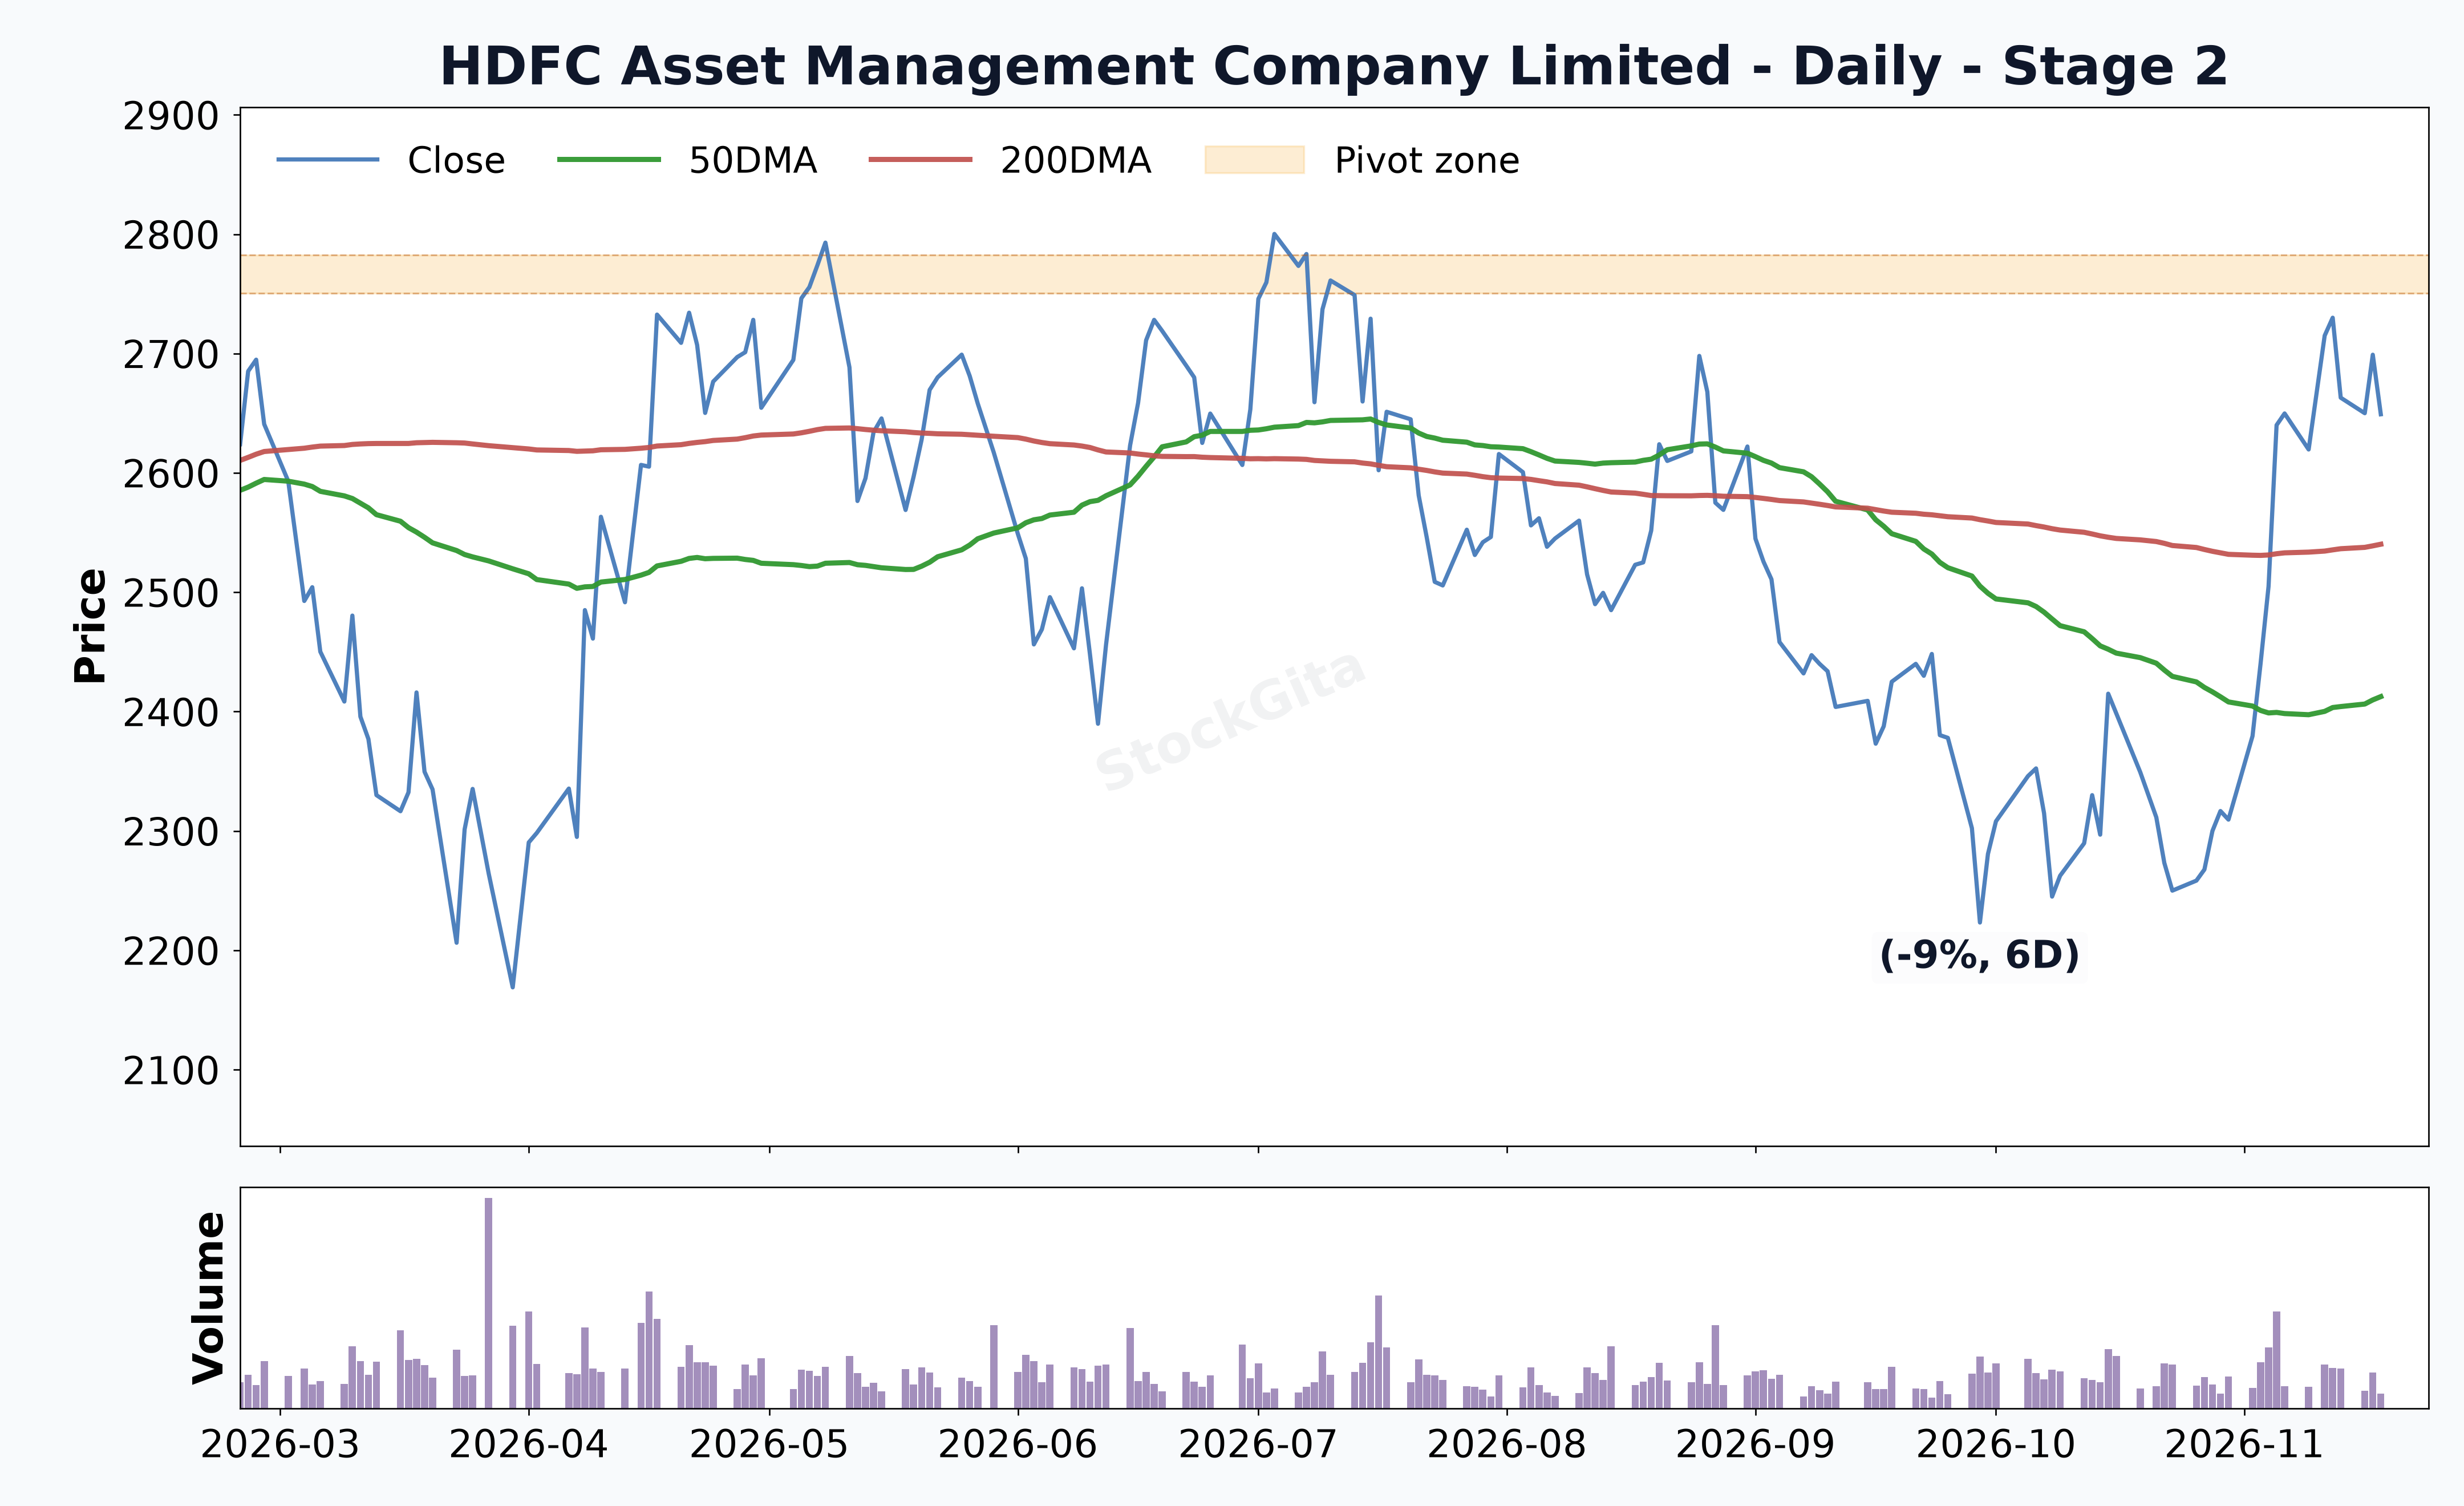 HDFC Asset Management Company Limited - Daily - Stage 2
Close 50DMA 200DMA Pivot zone
Price
2900
2800
2700
2600
2500
2400
2300
2200
2100
StockGita
(-9%, 6D)
Volume
2026-03 2026-04 2026-05 2026-06 2026-07 2026-08 2026-09 2026-10 2026-11